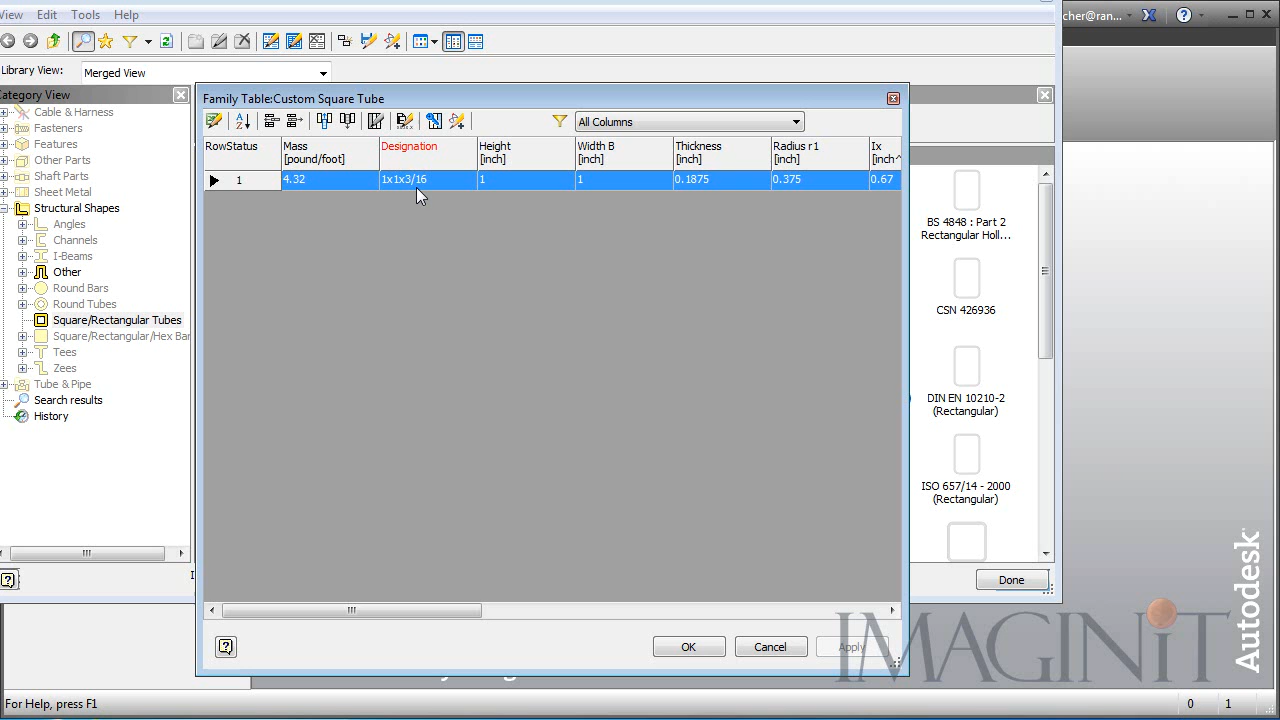 View Edit Tools Help
cher@ran...
Library View: Merged View
Category View
Cable & Harness
Fasteners
Features
Other Parts
Shaft Parts
Sheet Metal
Structural Shapes
Angles
Channels
I-Beams
Other
Round Bars
Round Tubes
Square/Rectangular Tubes
Square/Rectangular/Hex Bar
Tees
Zees
Tube & Pipe
Search results
History
Family Table:Custom Square Tube
All Columns
RowStatus Mass [pound/foot] Designation Height [inch] Width B [inch] Thickness [inch] Radius r1 [inch] Ix [inch^
1 4.32 1x1x3/16 1 1 0.1875 0.375 0.67
OK Cancel Apply
BS 4848 : Part 2
Rectangular Holl...
CSN 426936
DIN EN 10210-2
(Rectangular)
ISO 657/14 - 2000
(Rectangular)
Done
IMAGINiT
Autodesk
For Help, press F1 0 1